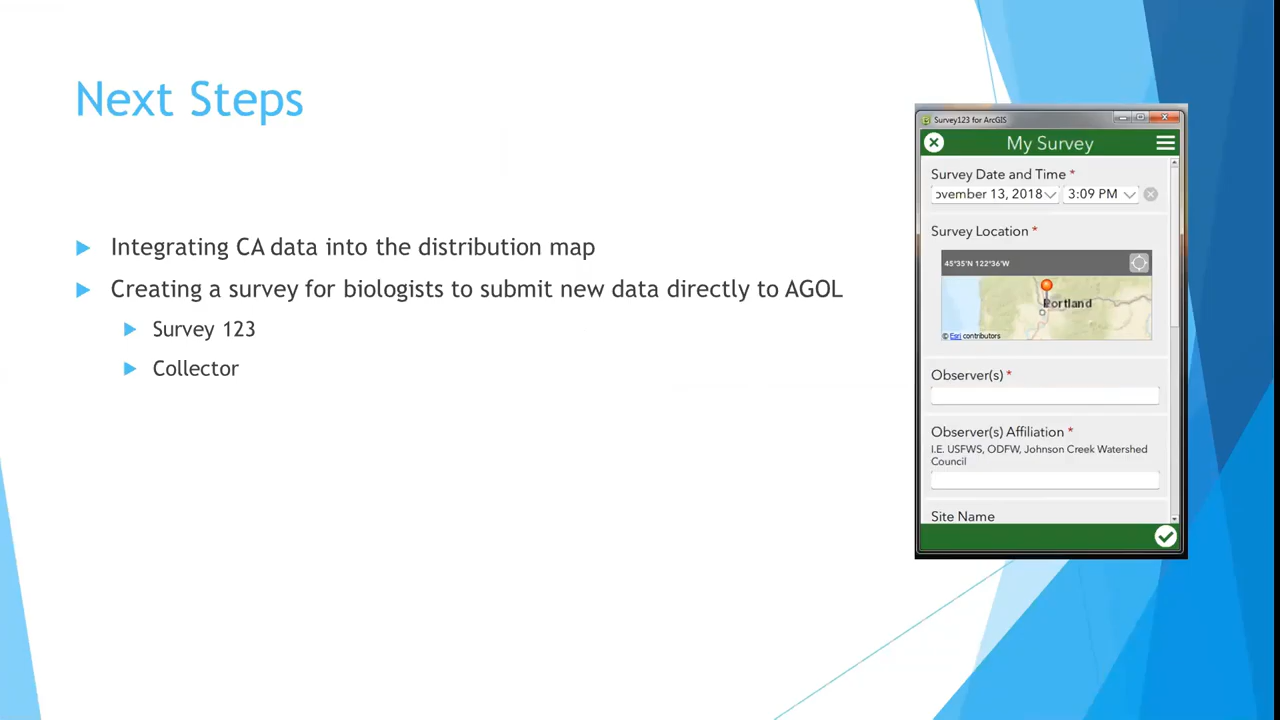 Next Steps
Integrating CA data into the distribution map
Creating a survey for biologists to submit new data directly to AGOL
Survey 123
Collector
Survey123 for ArcGIS
My Survey
Survey Date and Time *
ovember 13, 2018 3:09 PM
Survey Location *
45°35'N 122°36'W
Portland
© Esri contributors
Observer(s) *
Observer(s) Affiliation *
I.E. USFWS, ODFW, Johnson Creek Watershed
Council
Site Name